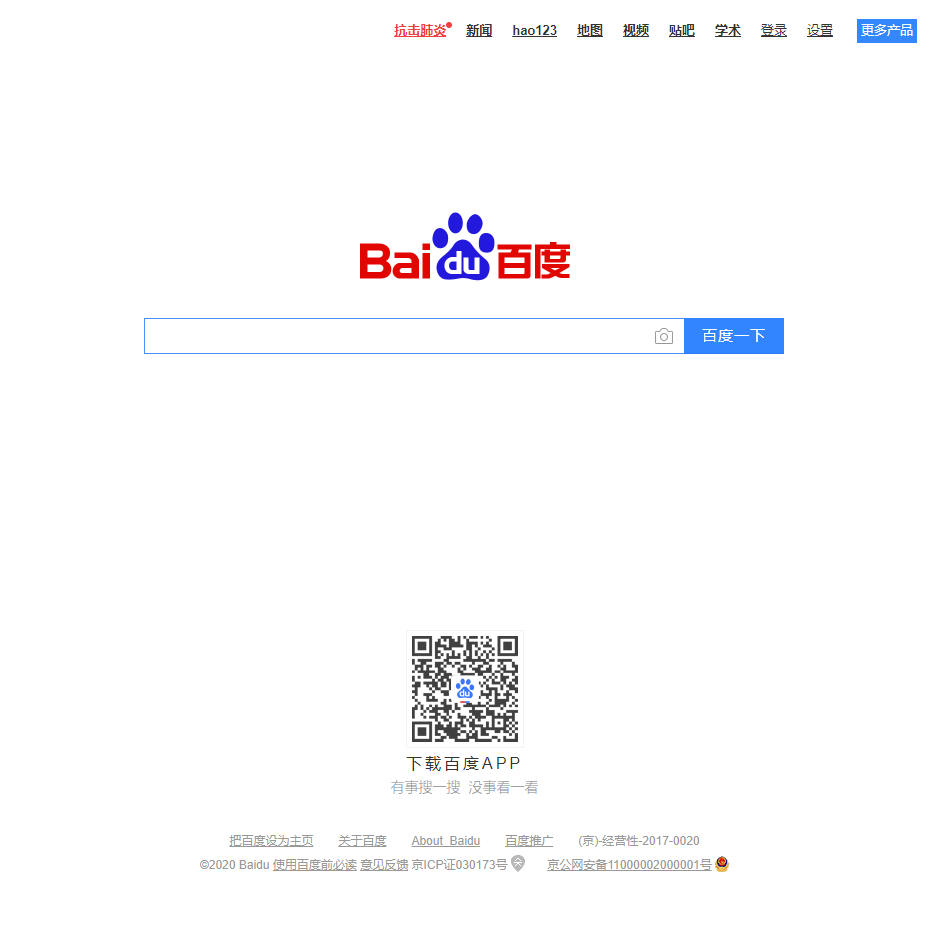 抗击肺炎 新闻 hao123 地图 视频 贴吧 学术 登录 设置 更多产品
Bai du 百度
百度一下
du
下载百度APP
有事搜一搜 没事看一看
把百度设为主页 关于百度 About Baidu 百度推广 (京)-经营性-2017-0020
©2020 Baidu 使用百度前必读 意见反馈 京ICP证030173号 京公网安备11000002000001号